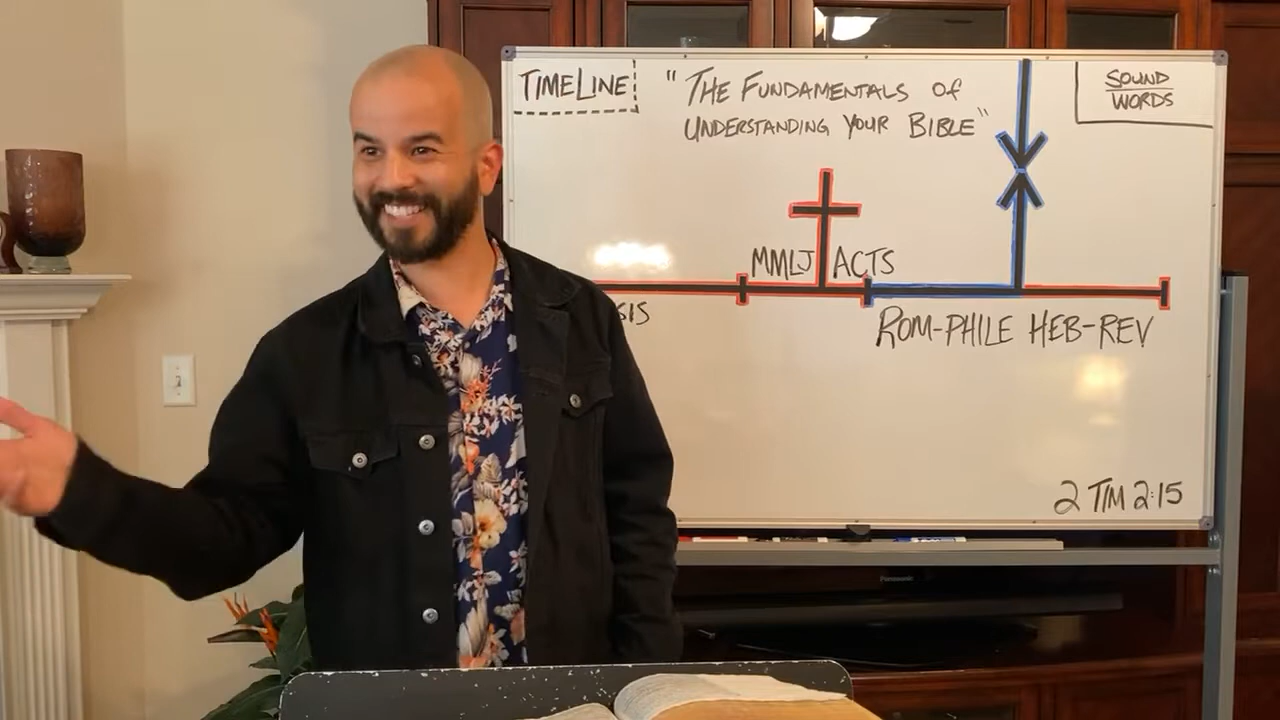 TIMELINE
"THE FUNDAMENTALS OF
UNDERSTANDING YOUR BIBLE"
SOUND
WORDS
MMLJ ACTS
SIS
ROM-PHILE HEB-REV
2 TIM 2:15
Panasonic